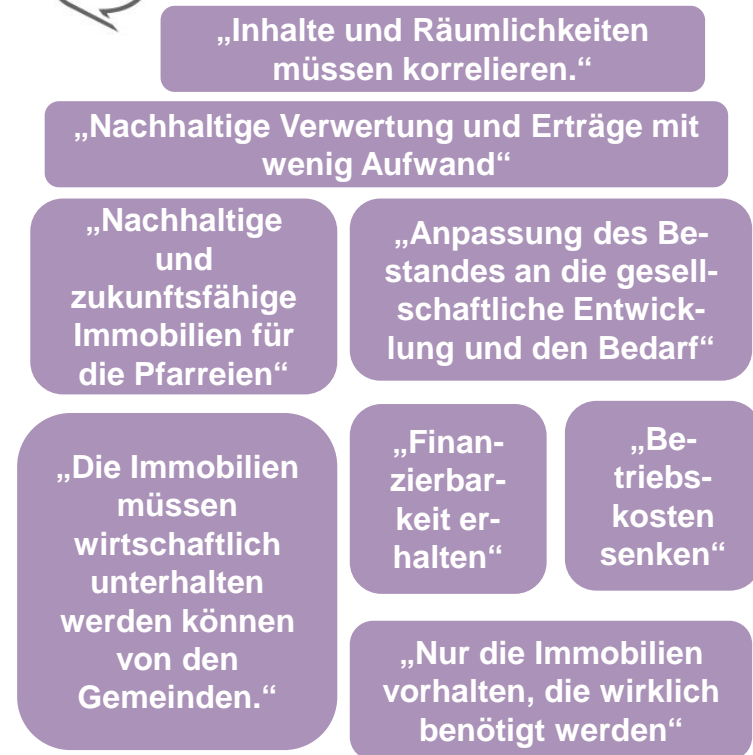 „Inhalte und Räumlichkeiten
müssen korrelieren.“
„Nachhaltige Verwertung und Erträge mit
wenig Aufwand“
„Nachhaltige
und
zukunftsfähige
Immobilien für
die Pfarreien“
„Anpassung des Be-
standes an die gesell-
schaftliche Entwick-
lung und den Bedarf“
„Die Immobilien
müssen
wirtschaftlich
unterhalten
werden können
von den
Gemeinden.“
„Finan-
zierbar-
keit er-
halten“
„Be-
triebs-
kosten
senken“
„Nur die Immobilien
vorhalten, die wirklich
benötigt werden“